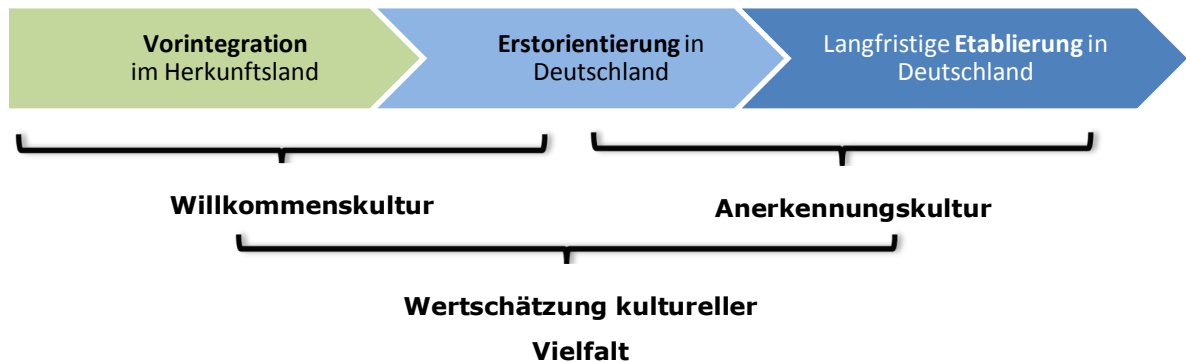 Vorintegration
im Herkunftsland
Erstorientierung in
Deutschland
Langfristige Etablierung in
Deutschland
Willkommenskultur
Anerkennungskultur
Wertschätzung kultureller
Vielfalt